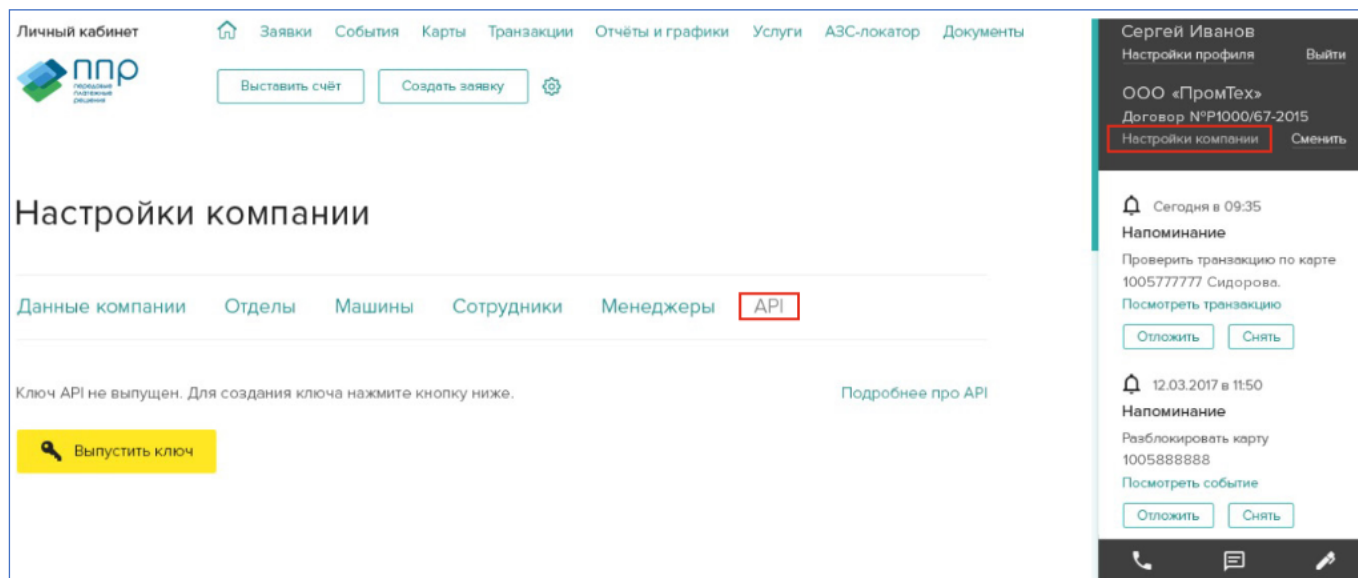 Личный кабинет
Заявки События Карты Транзакции Отчёты и графики Услуги АЗС-локатор Документы
ппр
передовые
платежные
решения
Выставить счёт Создать заявку
Настройки компании
Данные компании Отделы Машины Сотрудники Менеджеры API
Ключ API не выпущен. Для создания ключа нажмите кнопку ниже. Подробнее про API
Выпустить ключ
Сергей Иванов
Настройки профиля Выйти
ООО «ПромТех»
Договор №Р1000/67-2015
Настройки компании Сменить
Сегодня в 09:35
Напоминание
Проверить транзакцию по карте
1005777777 Сидорова.
Посмотреть транзакцию
Отложить Снять
12.03.2017 в 11:50
Напоминание
Разблокировать карту
1005888888
Посмотреть событие
Отложить Снять